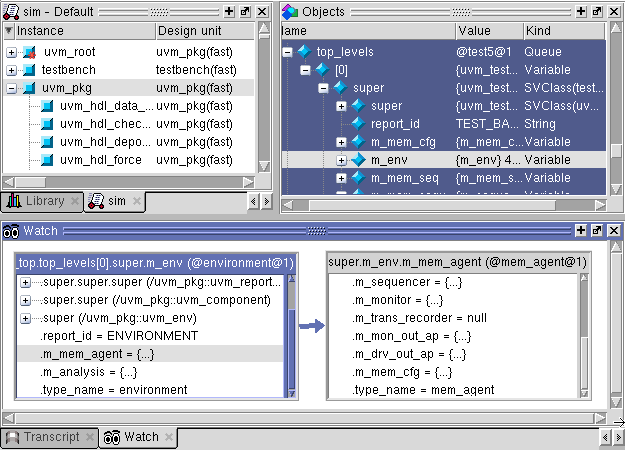 sim - Default
Instance Design unit
uvm_root uvm_pkg(fast)
testbench testbench(fast)
uvm_pkg uvm_pkg(fast)
uvm_hdl_data_... uvm_pkg(fast)
uvm_hdl_chec... uvm_pkg(fast)
uvm_hdl_depo... uvm_pkg(fast)
uvm_hdl_force uvm_pkg(fast)
Library sim
Objects
Name Value Kind
top_levels @test5@1 Queue
[0] {uvm_test... Variable
super {uvm_test... SVClass(tes...
super {uvm_test... SVClass(uv...
report_id TEST_BA... String
m_mem_cfg {m_mem_c... Variable
m_env {m_env} 4... Variable
m_mem_seq {m_mem_s... Variable
Watch
_top.top_levels[0].super.m_env (@environment@1)
.super.super.super (/uvm_pkg::uvm_report...
.super.super (/uvm_pkg::uvm_component)
.super (/uvm_pkg::uvm_env)
.report_id = ENVIRONMENT
.m_mem_agent = {...}
.m_analysis = {...}
.type_name = environment
super.m_env.m_mem_agent (@mem_agent@1)
.m_sequencer = {...}
.m_monitor = {...}
.m_trans_recorder = null
.m_mon_out_ap = {...}
.m_drv_out_ap = {...}
.m_mem_cfg = {...}
.type_name = mem_agent
Transcript Watch